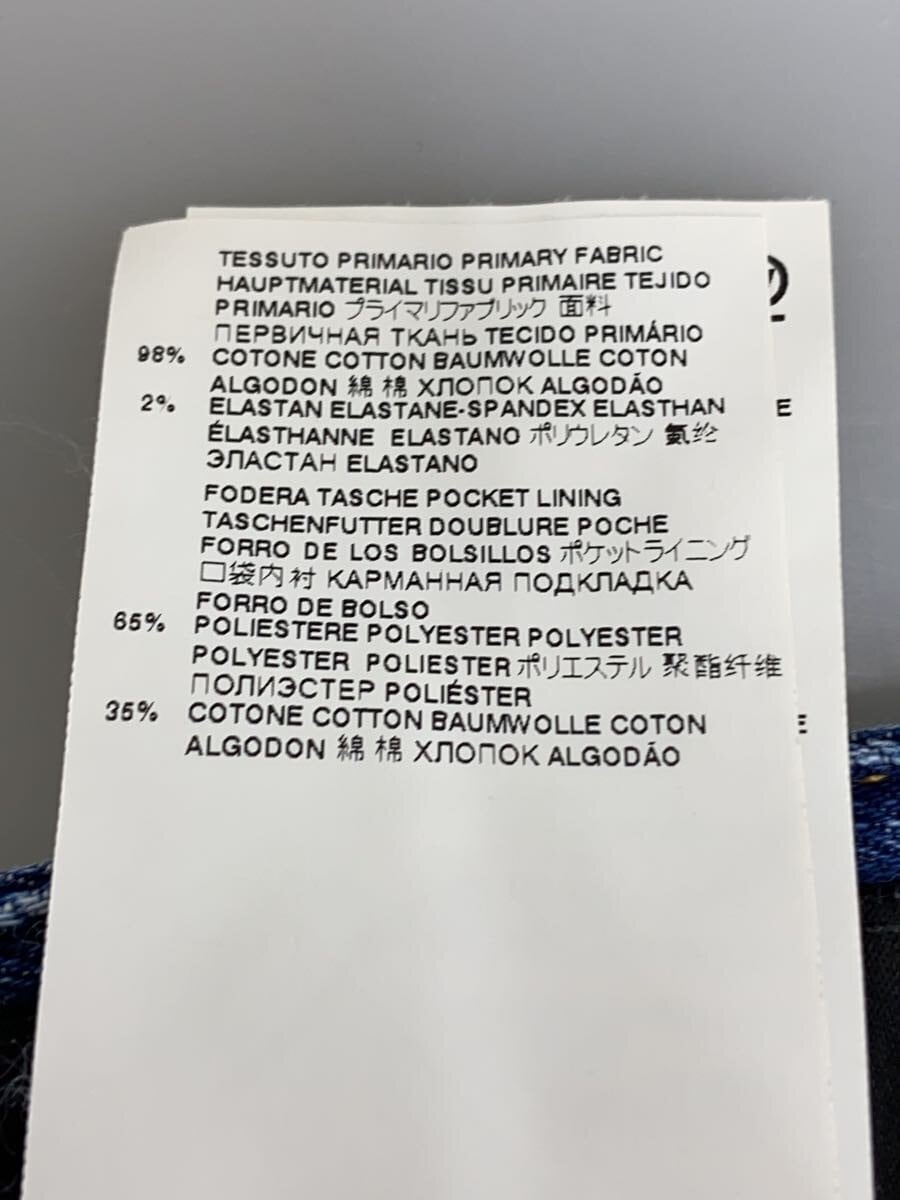 TESSUTO PRIMARIO PRIMARY FABRIC
HAUPTMATERIAL TISSU PRIMAIRE TEJIDO
PRIMARIO プライマリファブリック 面料
ПЕРВИЧНАЯ ТКАНЬ TECIDO PRIMÁRIO
98% COTONE COTTON BAUMWOLLE COTON
ALGODON 綿 棉 ХЛОПОК ALGODÃO
2% ELASTAN ELASTANE-SPANDEX ELASTHAN
ÉLASTHANNE ELASTANO ポリウレタン 氨纶
ЭЛАСТАН ELASTANO
FODERA TASCHE POCKET LINING
TASCHENFUTTER DOUBLURE POCHE
FORRO DE LOS BOLSILLOS ポケットライニング
口袋内衬 КАРМАННАЯ ПОДКЛАДКА
FORRO DE BOLSO
65% POLIESTERE POLYESTER POLYESTER
POLYESTER POLIESTER ポリエステル 聚酯纤维
ПОЛИЭСТЕР POLIÉSTER
35% COTONE COTTON BAUMWOLLE COTON
ALGODON 綿 棉 ХЛОПОК ALGODÃO